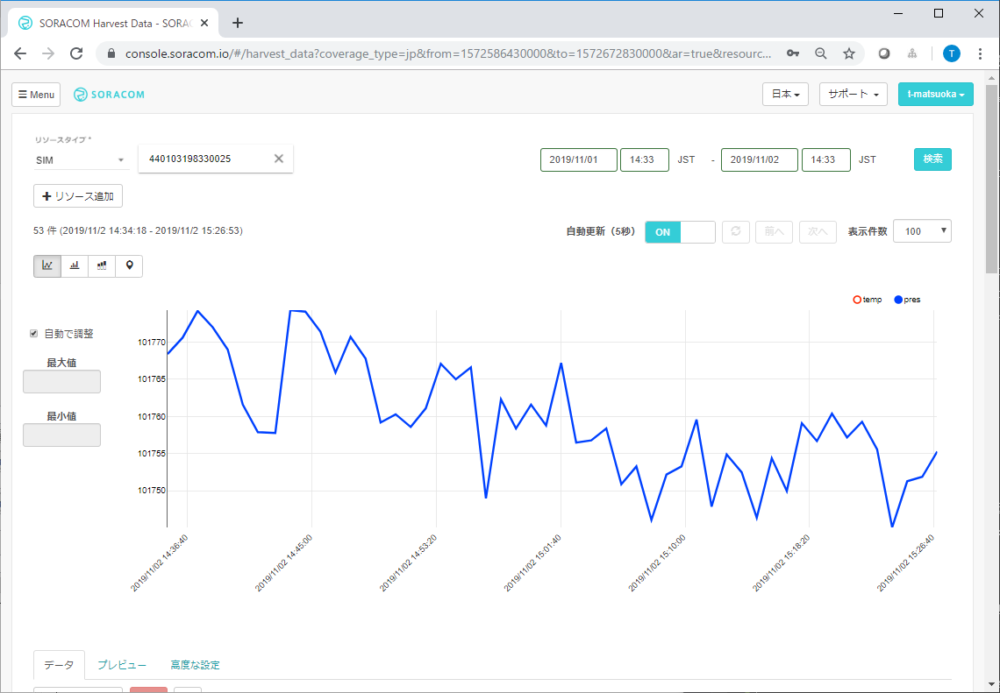 SORACOM Harvest Data - SORA
console.soracom.io/#/harvest_data?coverage_type=jp&from=1572586430000&to=1572672830000&ar=true&resourc...
T
Menu
SORACOM
日本
サポート
t-matsuoka
リソースタイプ *
SIM
440103198330025
2019/11/01
14:33
JST
-
2019/11/02
14:33
JST
検索
リソース追加
53 件 (2019/11/2 14:34:18 - 2019/11/2 15:26:53)
自動更新（5秒）
ON
前へ
次へ
表示件数
100
temp
pres
自動で調整
最大値
最小値
101770
101765
101760
101755
101750
2019/11/02 14:36:40
2019/11/02 14:45:00
2019/11/02 14:53:20
2019/11/02 15:01:40
2019/11/02 15:10:00
2019/11/02 15:18:20
2019/11/02 15:26:40
データ
プレビュー
高度な設定